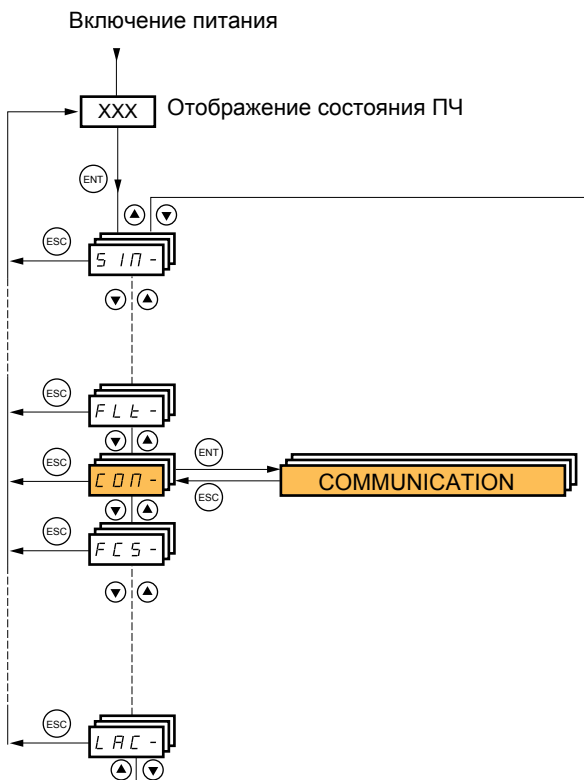 Включение питания
XXX Отображение состояния ПЧ
ENT
ESC
SIM-
ESC
FLt-
ESC
ENT
COM-
COMMUNICATION
ESC
ESC
FCS-
ESC
LAC-